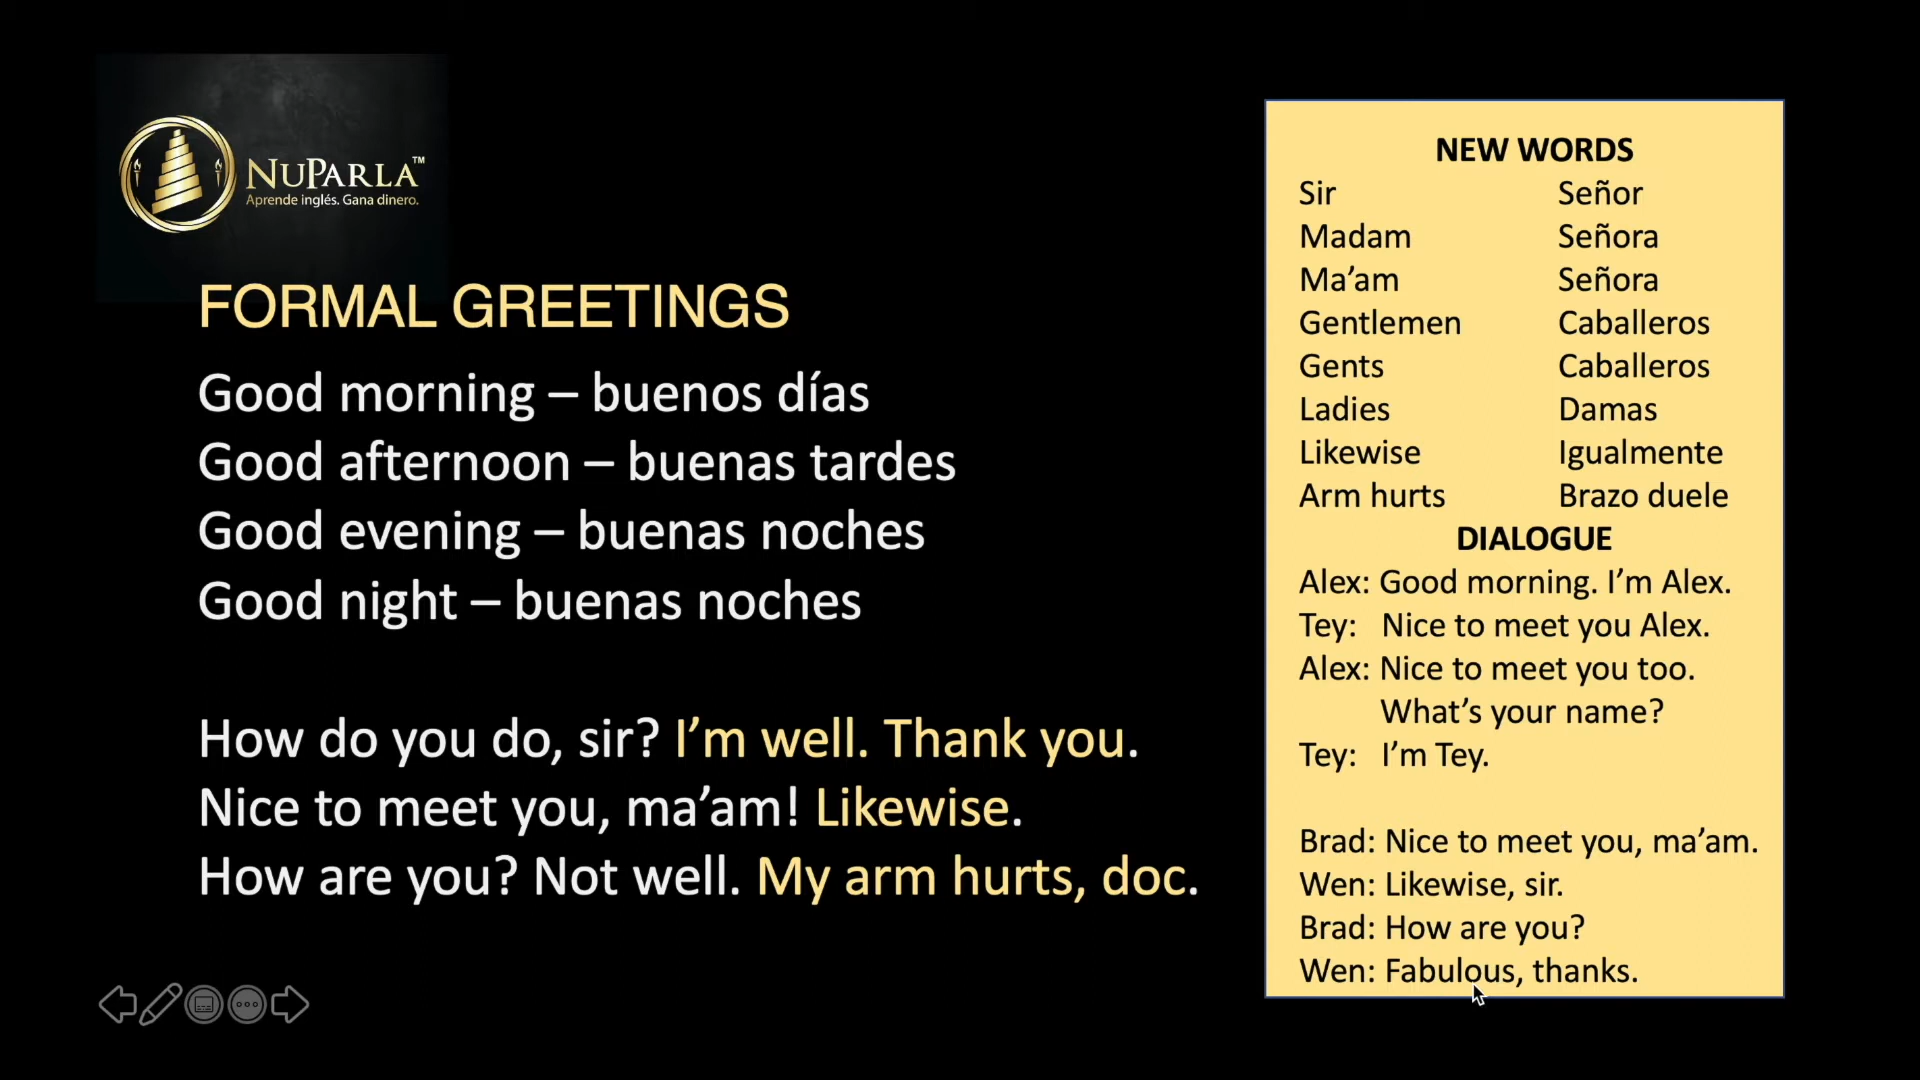 NUPARLA™
Aprende inglés. Gana dinero.
FORMAL GREETINGS
Good morning – buenos días
Good afternoon – buenas tardes
Good evening – buenas noches
Good night – buenas noches
How do you do, sir? I’m well. Thank you.
Nice to meet you, ma’am! Likewise.
How are you? Not well. My arm hurts, doc.
NEW WORDS
Sir Señor
Madam Señora
Ma’am Señora
Gentlemen Caballeros
Gents Caballeros
Ladies Damas
Likewise Igualmente
Arm hurts Brazo duele
DIALOGUE
Alex: Good morning. I’m Alex.
Tey: Nice to meet you Alex.
Alex: Nice to meet you too.
What’s your name?
Tey: I’m Tey.
Brad: Nice to meet you, ma’am.
Wen: Likewise, sir.
Brad: How are you?
Wen: Fabulous, thanks.